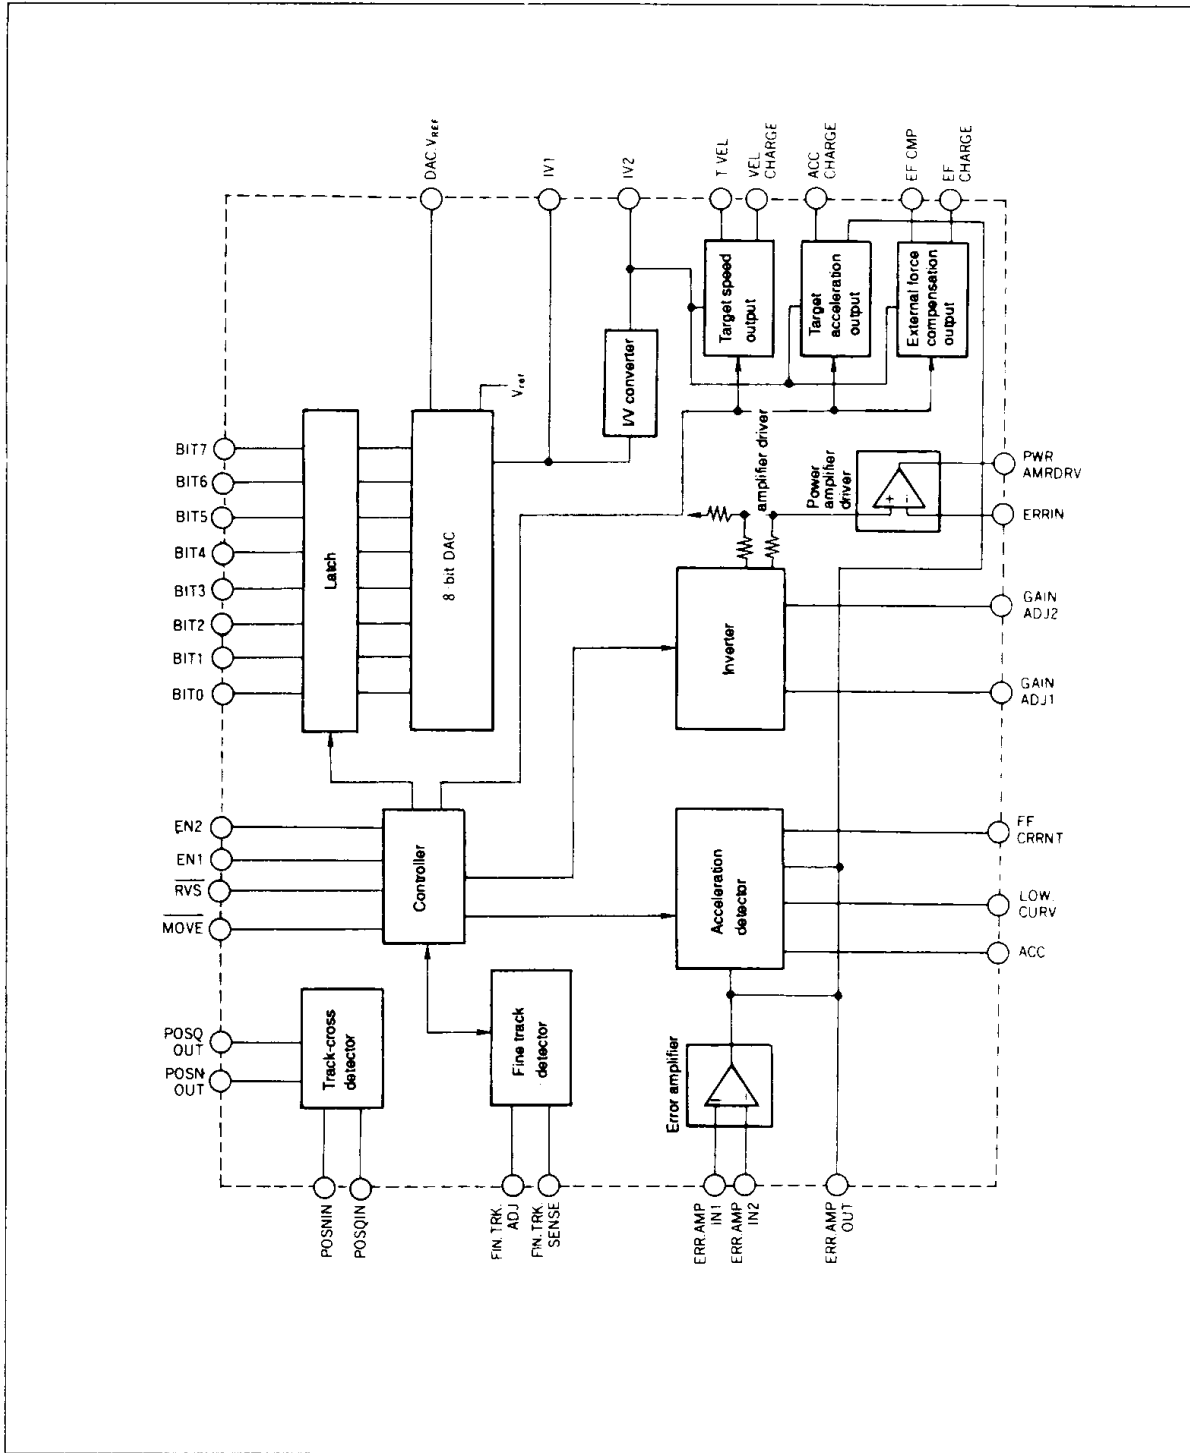 DAC.VREF
IV1
IV2
T VEL
VEL
CHARGE
ACC
CHARGE
EF CMP
EF
CHARGE
BIT7
BIT6
BIT5
BIT4
BIT3
BIT2
BIT1
BIT0
Latch
8-bit DAC
Vref
I/V converter
Target speed
output
Target
acceleration
output
External force
compensation
output
amplifier driver
Power
amplifier
driver
+
−
PWR
AMRDRV
ERRIN
Inverter
GAIN
ADJ2
GAIN
ADJ1
EN2
EN1
RVS
MOVE
Controller
Acceleration
detector
CRRNT
LOW.
CURV
ACC
POSQ
OUT
POSN
OUT
Track-cross
detector
Fine track
detector
Error amplifier
POSNIN
POSQIN
FIN.TRK.
ADJ
FIN.TRK.
SENSE
ERR.AMP
IN1
ERR.AMP
IN2
ERR.AMP
OUT